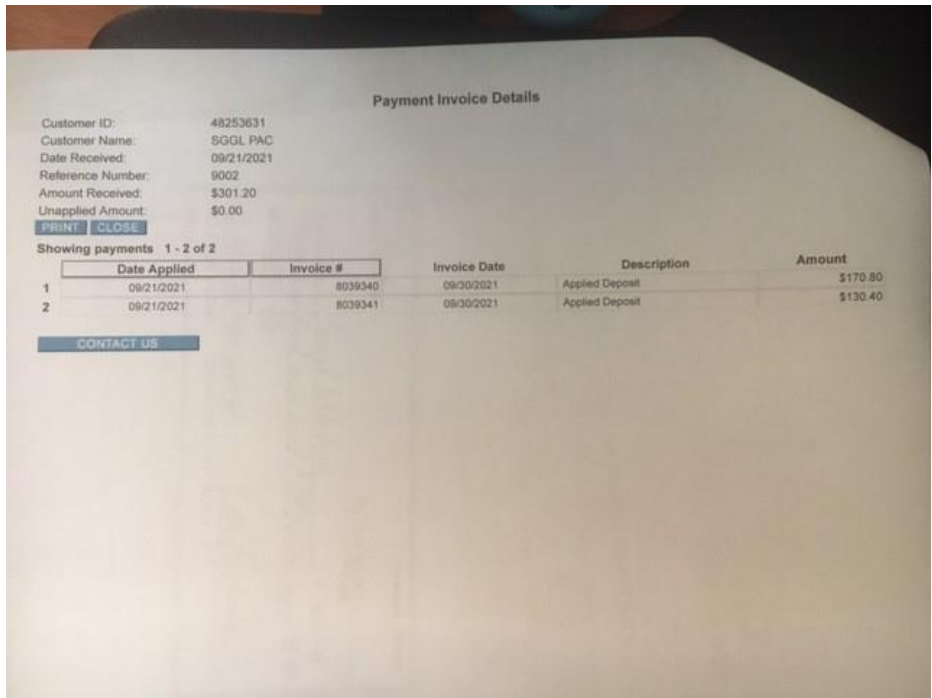 Payment Invoice Details
Customer ID: 48253631
Customer Name: SGGL PAC
Date Received: 09/21/2021
Reference Number: 9002
Amount Received: $301.20
Unapplied Amount: $0.00
PRINT CLOSE
Showing payments 1 - 2 of 2
Date Applied Invoice # Invoice Date Description Amount
1 09/21/2021 8039340 09/30/2021 Applied Deposit $170.80
2 09/21/2021 8039341 09/30/2021 Applied Deposit $130.40
CONTACT US